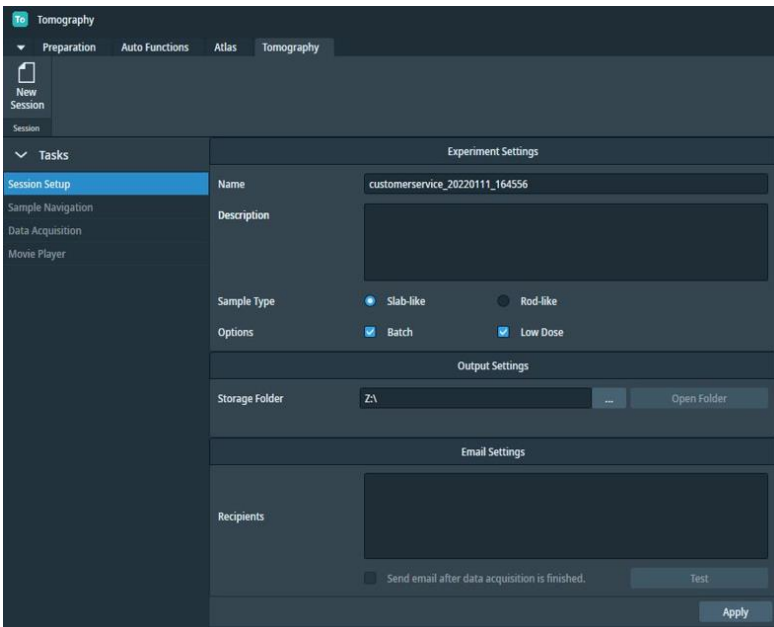 To Tomography
Preparation Auto Functions Atlas Tomography
New
Session
Session
Tasks
Session Setup
Sample Navigation
Data Acquisition
Movie Player
Experiment Settings
Name customerservice_20220111_164556
Description
Sample Type Slab-like Rod-like
Options Batch Low Dose
Output Settings
Storage Folder Z:\ ... Open Folder
Email Settings
Recipients
Send email after data acquisition is finished. Test
Apply